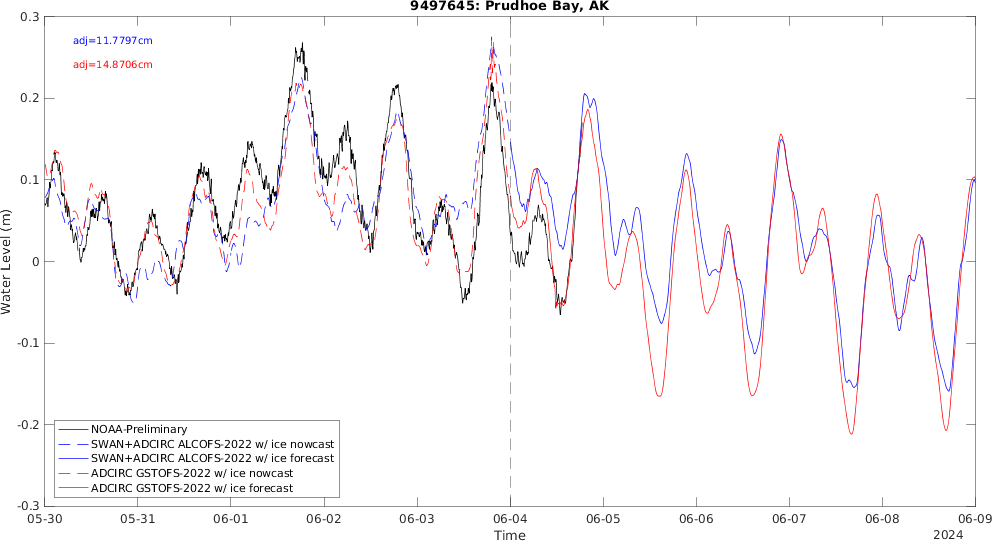 9497645: Prudhoe Bay, AK
0.3
adj=11.7797cm
adj=14.8706cm
0.2
0.1
0
-0.1
-0.2
-0.3
Water Level (m)
NOAA-Preliminary
SWAN+ADCIRC ALCOFS-2022 w/ ice nowcast
SWAN+ADCIRC ALCOFS-2022 w/ ice forecast
ADCIRC GSTOFS-2022 w/ ice nowcast
ADCIRC GSTOFS-2022 w/ ice forecast
05-30 05-31 06-01 06-02 06-03 06-04 06-05 06-06 06-07 06-08 06-09
Time
2024